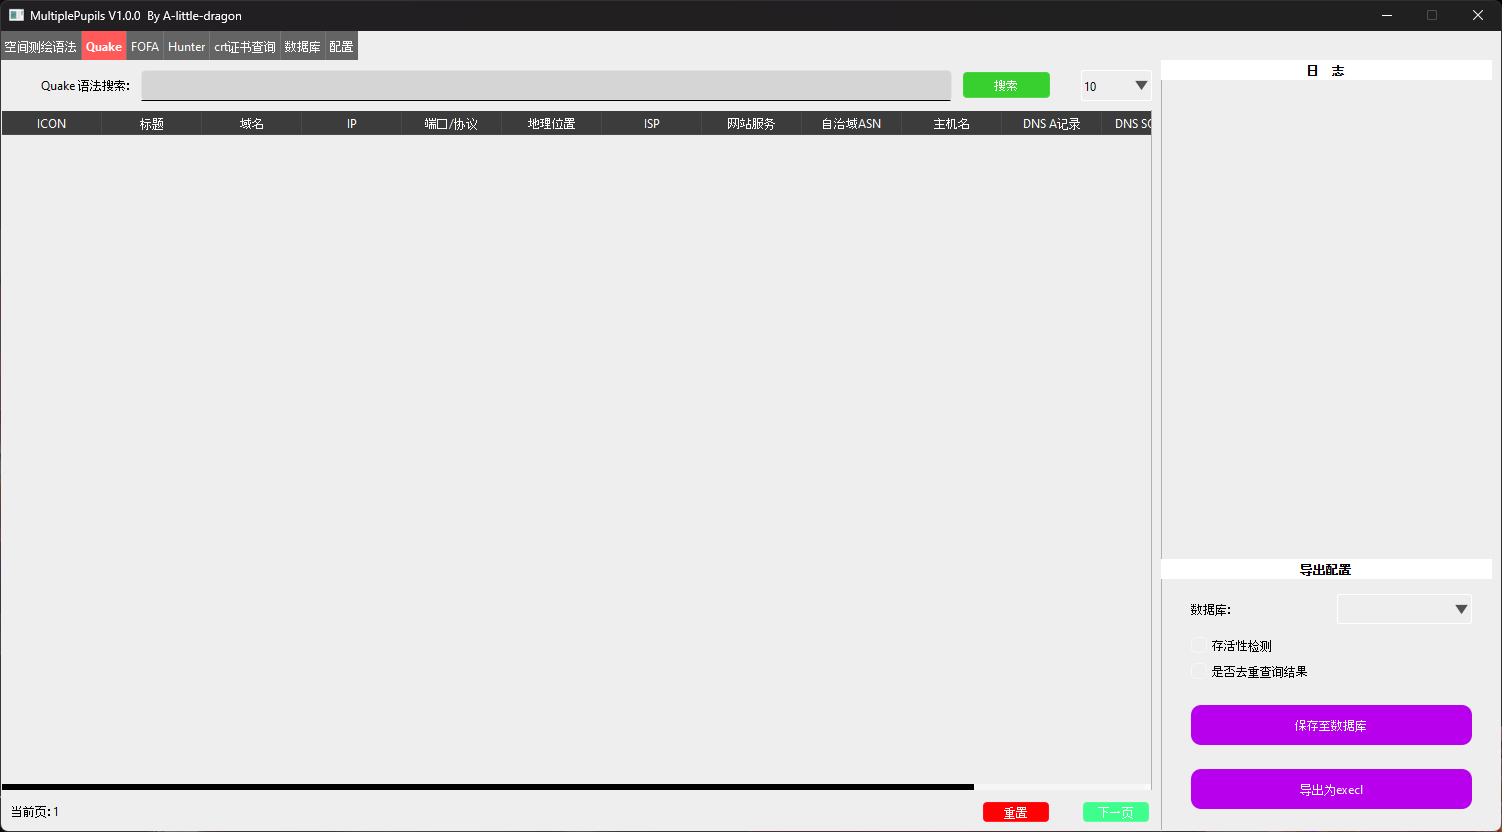 MultiplePupils V1.0.0 By A-little-dragon
空间测绘语法 Quake FOFA Hunter crt证书查询 数据库 配置
Quake 语法搜索: 搜索 10
ICON 标题 域名 IP 端口/协议 地理位置 ISP 网站服务 自治域ASN 主机名 DNS A记录 DNS SO
日 志
导出配置
数据库:
存活性检测
是否去重查询结果
保存至数据库
导出为execl
当前页: 1 重置 下一页